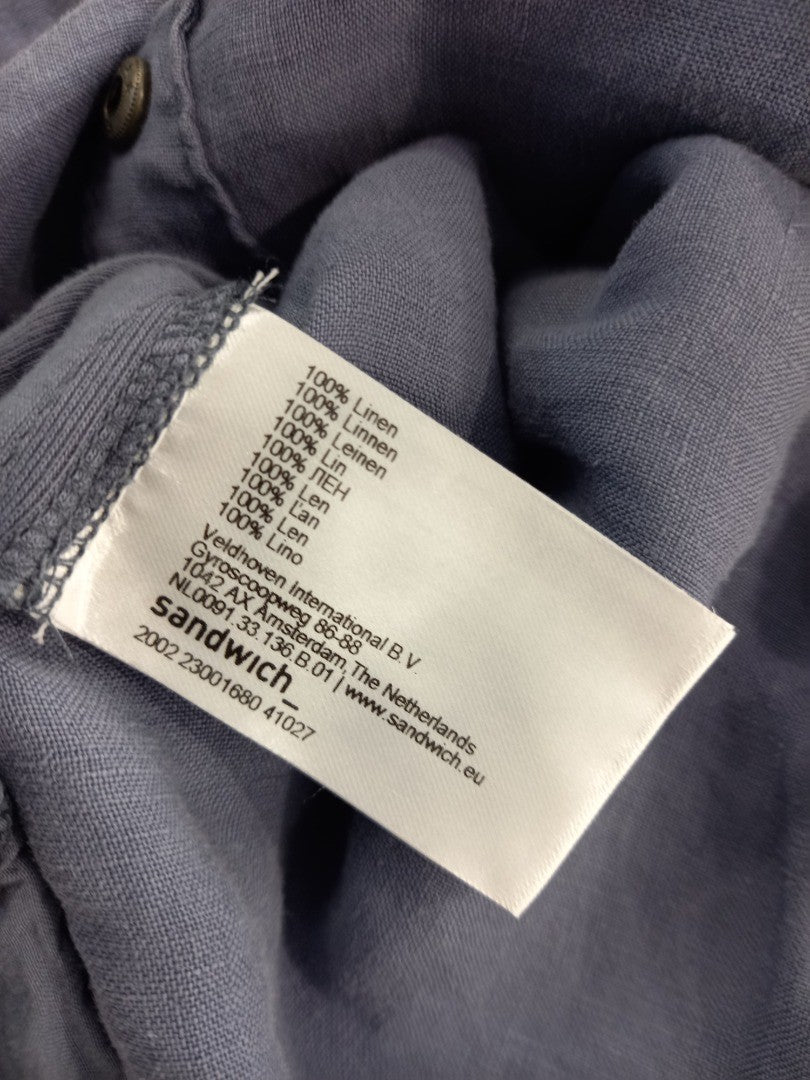 100% Linen
100% Linnen
100% Leinen
100% Lin
100% ЛЕН
100% Len
100% Ľan
100% Len
100% Lino
Veldhoven International B.V
Gyroscoopweg 86-88
1042 AX Amsterdam, The Netherlands
NL0091.33.136 B.01 | www.sandwich.eu
sandwich_
2002 23001680 41027